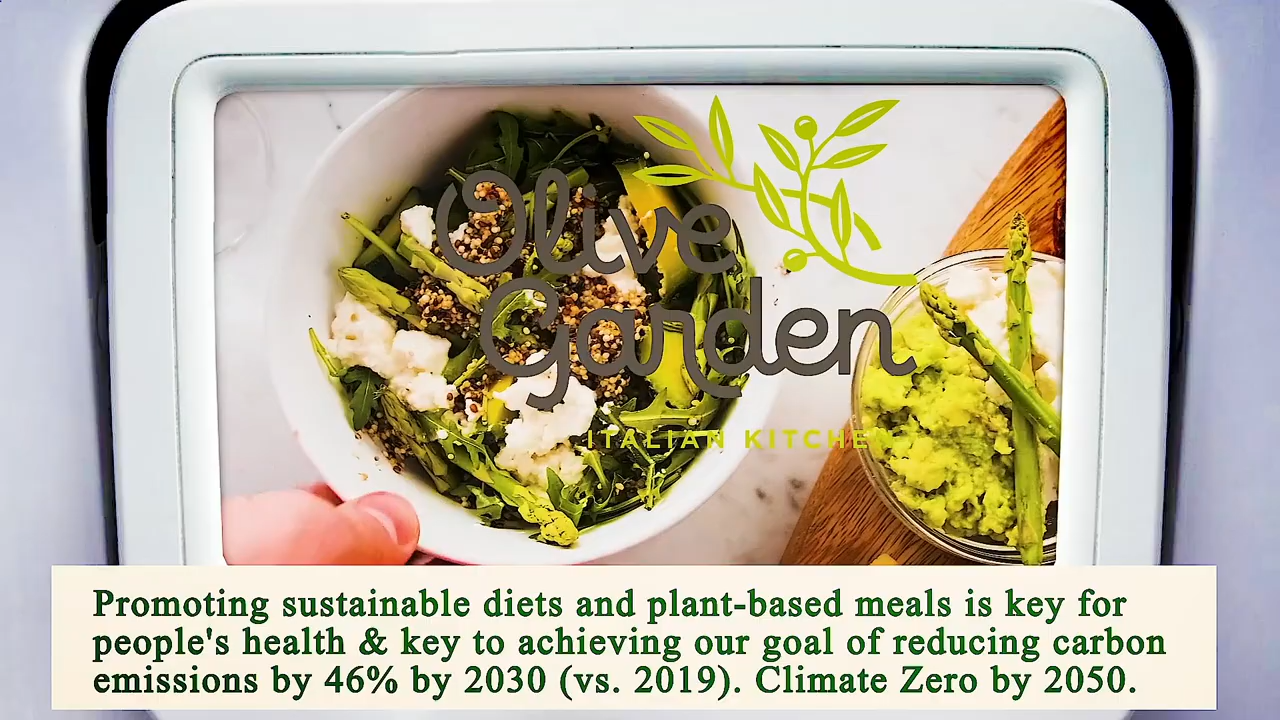 Olive
Garden
ITALIAN KITCHEN
Promoting sustainable diets and plant-based meals is key for
people's health & key to achieving our goal of reducing carbon
emissions by 46% by 2030 (vs. 2019). Climate Zero by 2050.